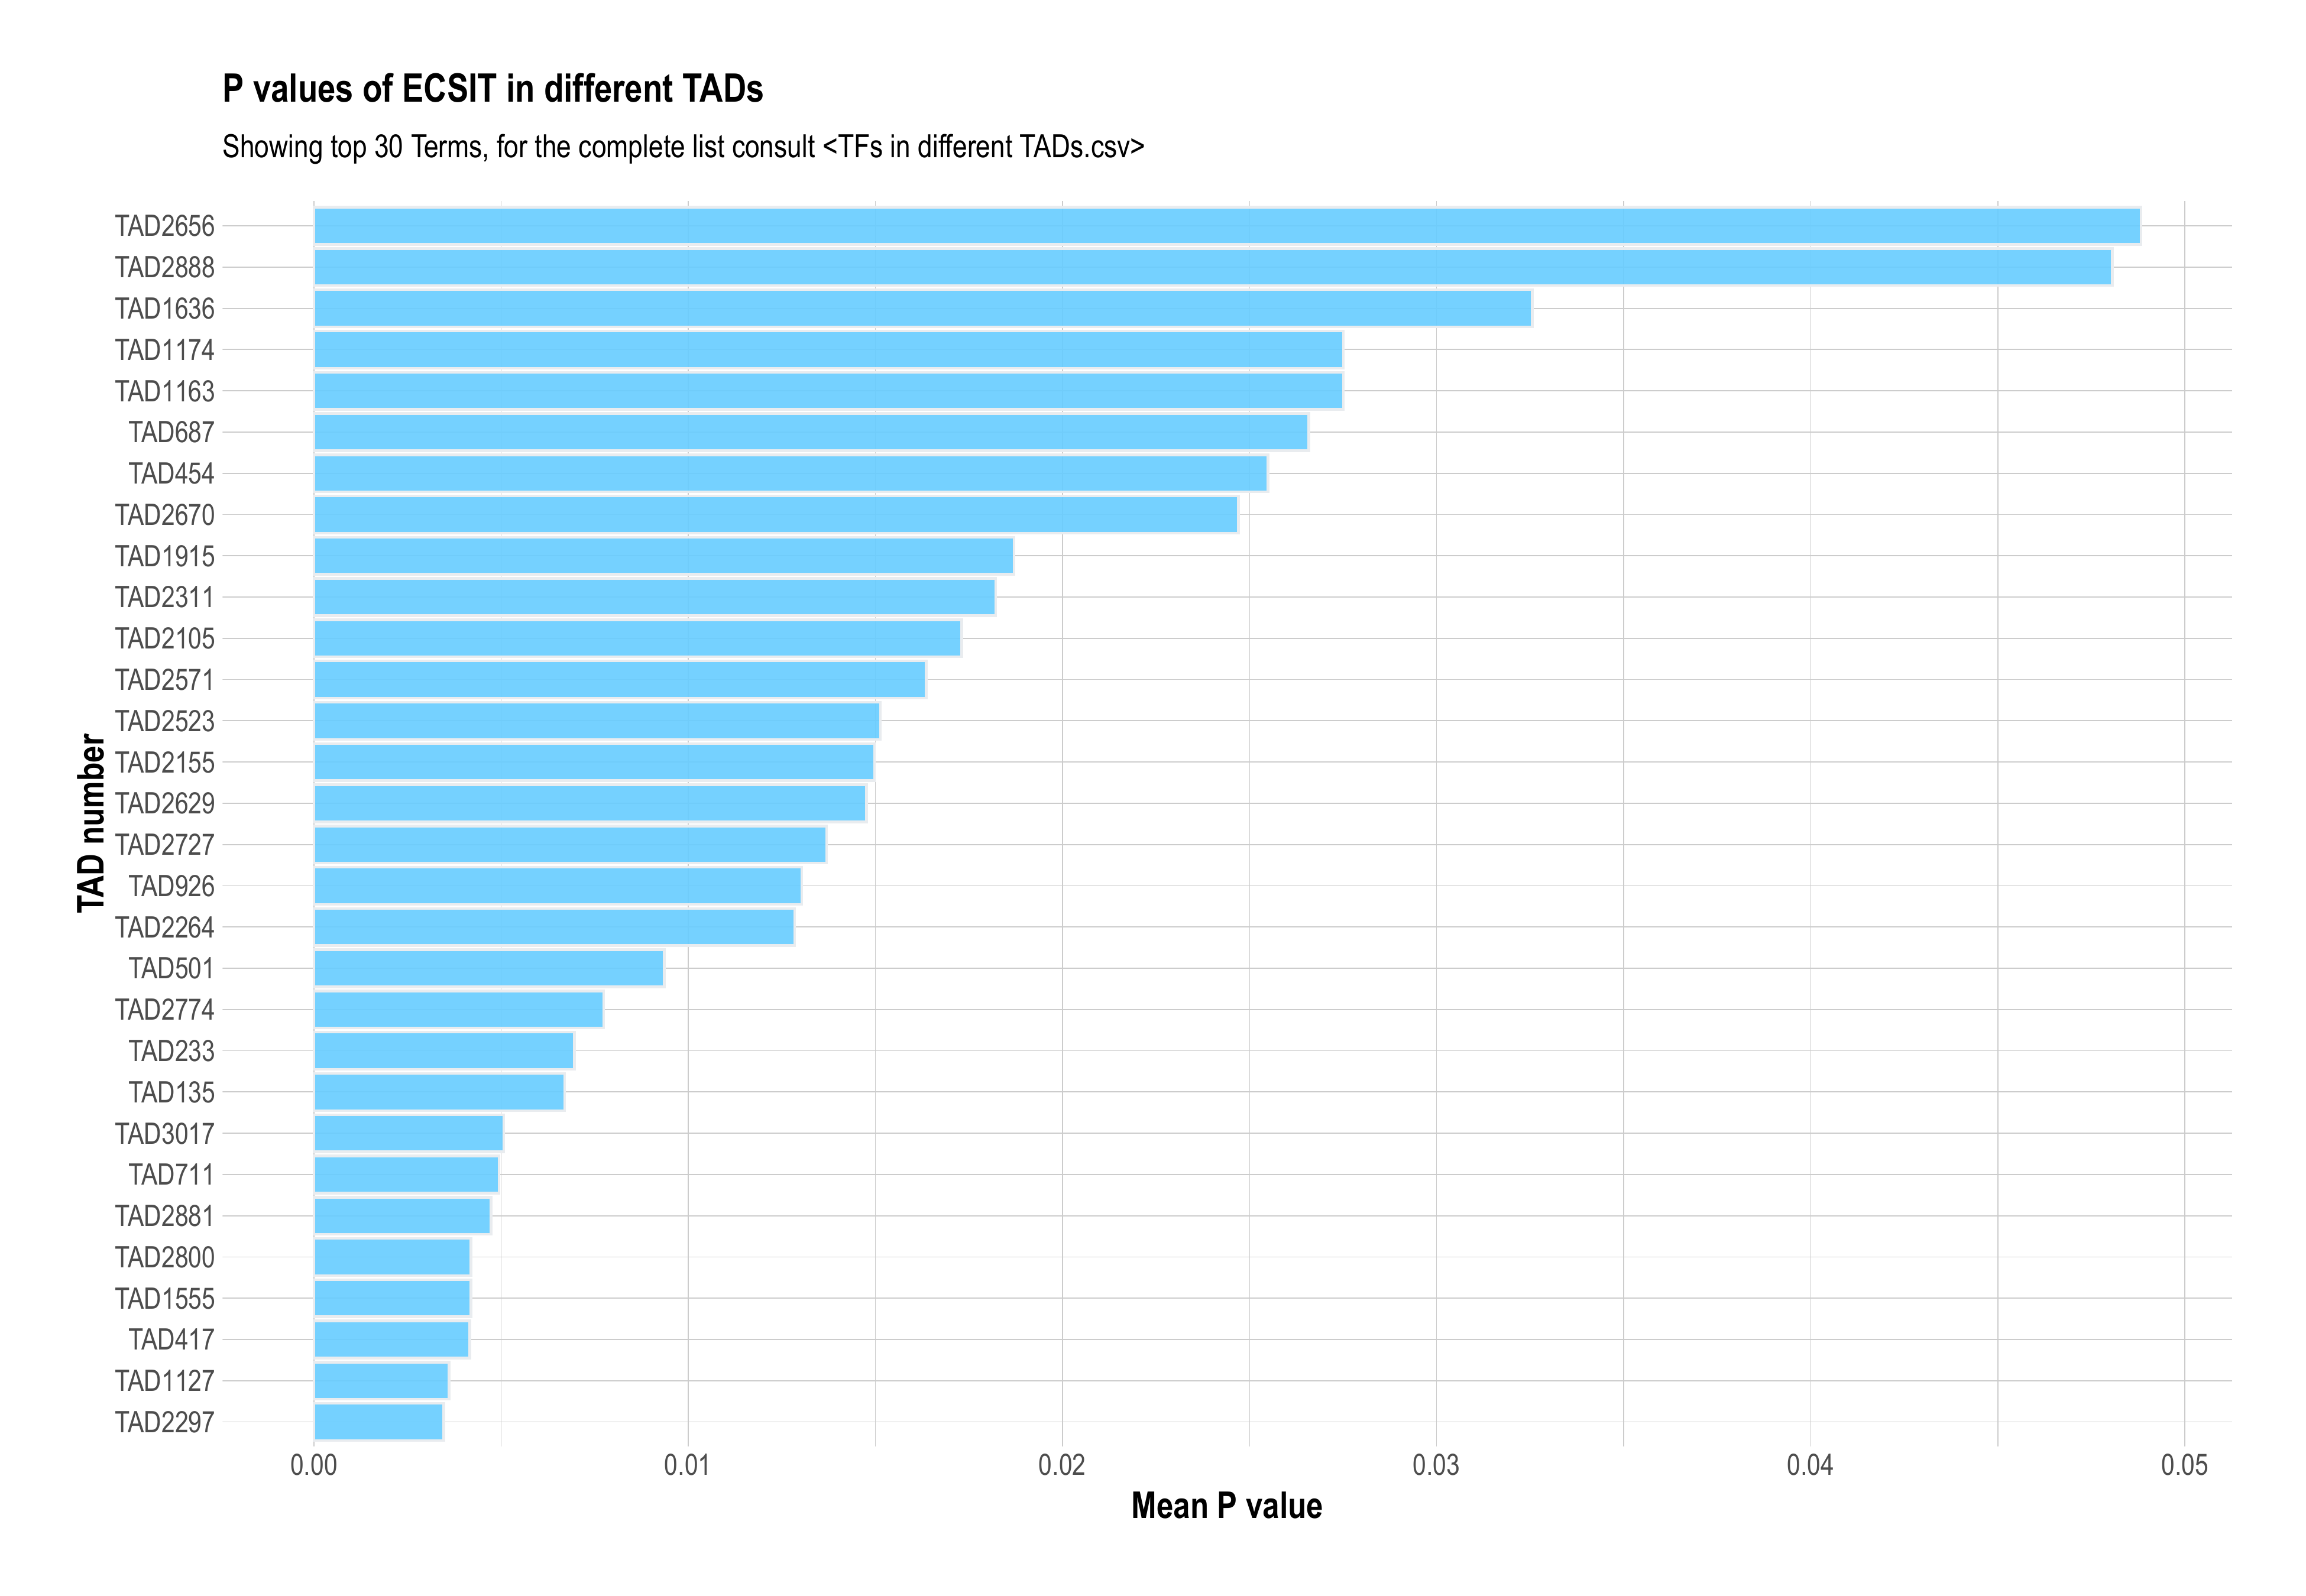 P values of ECSIT in different TADs
Showing top 30 Terms, for the complete list consult <TFs in different TADs.csv>
TAD number
TAD2656
TAD2888
TAD1636
TAD1174
TAD1163
TAD687
TAD454
TAD2670
TAD1915
TAD2311
TAD2105
TAD2571
TAD2523
TAD2155
TAD2629
TAD2727
TAD926
TAD2264
TAD501
TAD2774
TAD233
TAD135
TAD3017
TAD711
TAD2881
TAD2800
TAD1555
TAD417
TAD1127
TAD2297
0.00 0.01 0.02 0.03 0.04 0.05
Mean P value